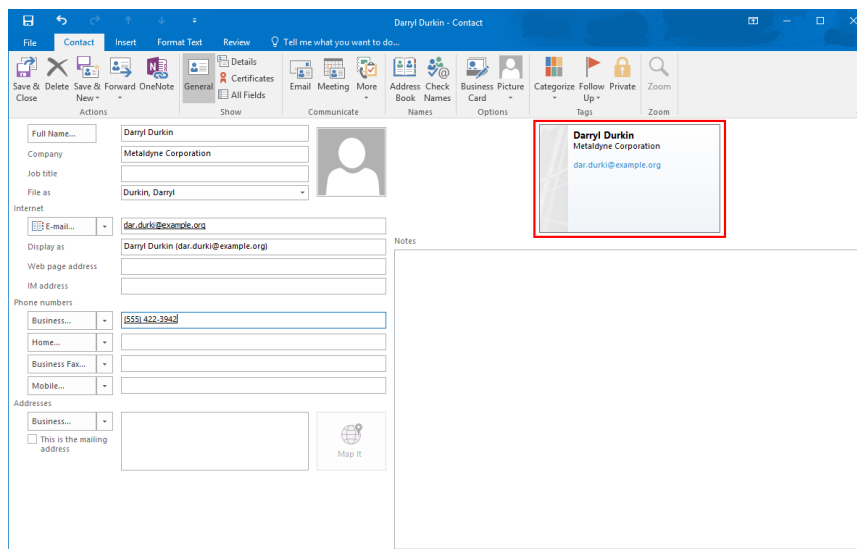 Darryl Durkin - Contact
File Contact Insert Format Text Review Tell me what you want to do...
Save & Close
Delete
Save & New
Forward
OneNote
Actions
General
Details
Certificates
All Fields
Show
Email
Meeting
More
Communicate
Address Book
Check Names
Names
Business Card
Picture
Options
Categorize
Follow Up
Private
Tags
Zoom
Zoom
Full Name... Darryl Durkin
Company Metaldyne Corporation
Job title
File as Durkin, Darryl
Internet
E-mail... dar.durki@example.org
Display as Darryl Durkin (dar.durki@example.org)
Web page address
IM address
Phone numbers
Business... (555) 422-3942
Home...
Business Fax...
Mobile...
Addresses
Business...
This is the mailing
address
Map It
Darryl Durkin
Metaldyne Corporation
dar.durki@example.org
Notes